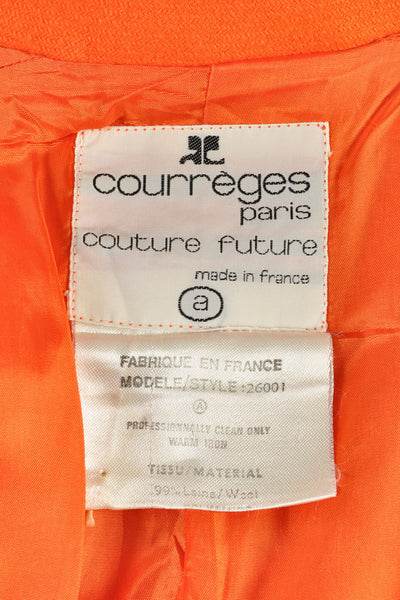 courrèges
paris
couture future
made in france
a
FABRIQUE EN FRANCE
MODELE/STYLE :26001
A
PROFESSIONNALLY CLEAN ONLY
WARM IRON
TISSU/MATERIAL
99% Laine/Wool